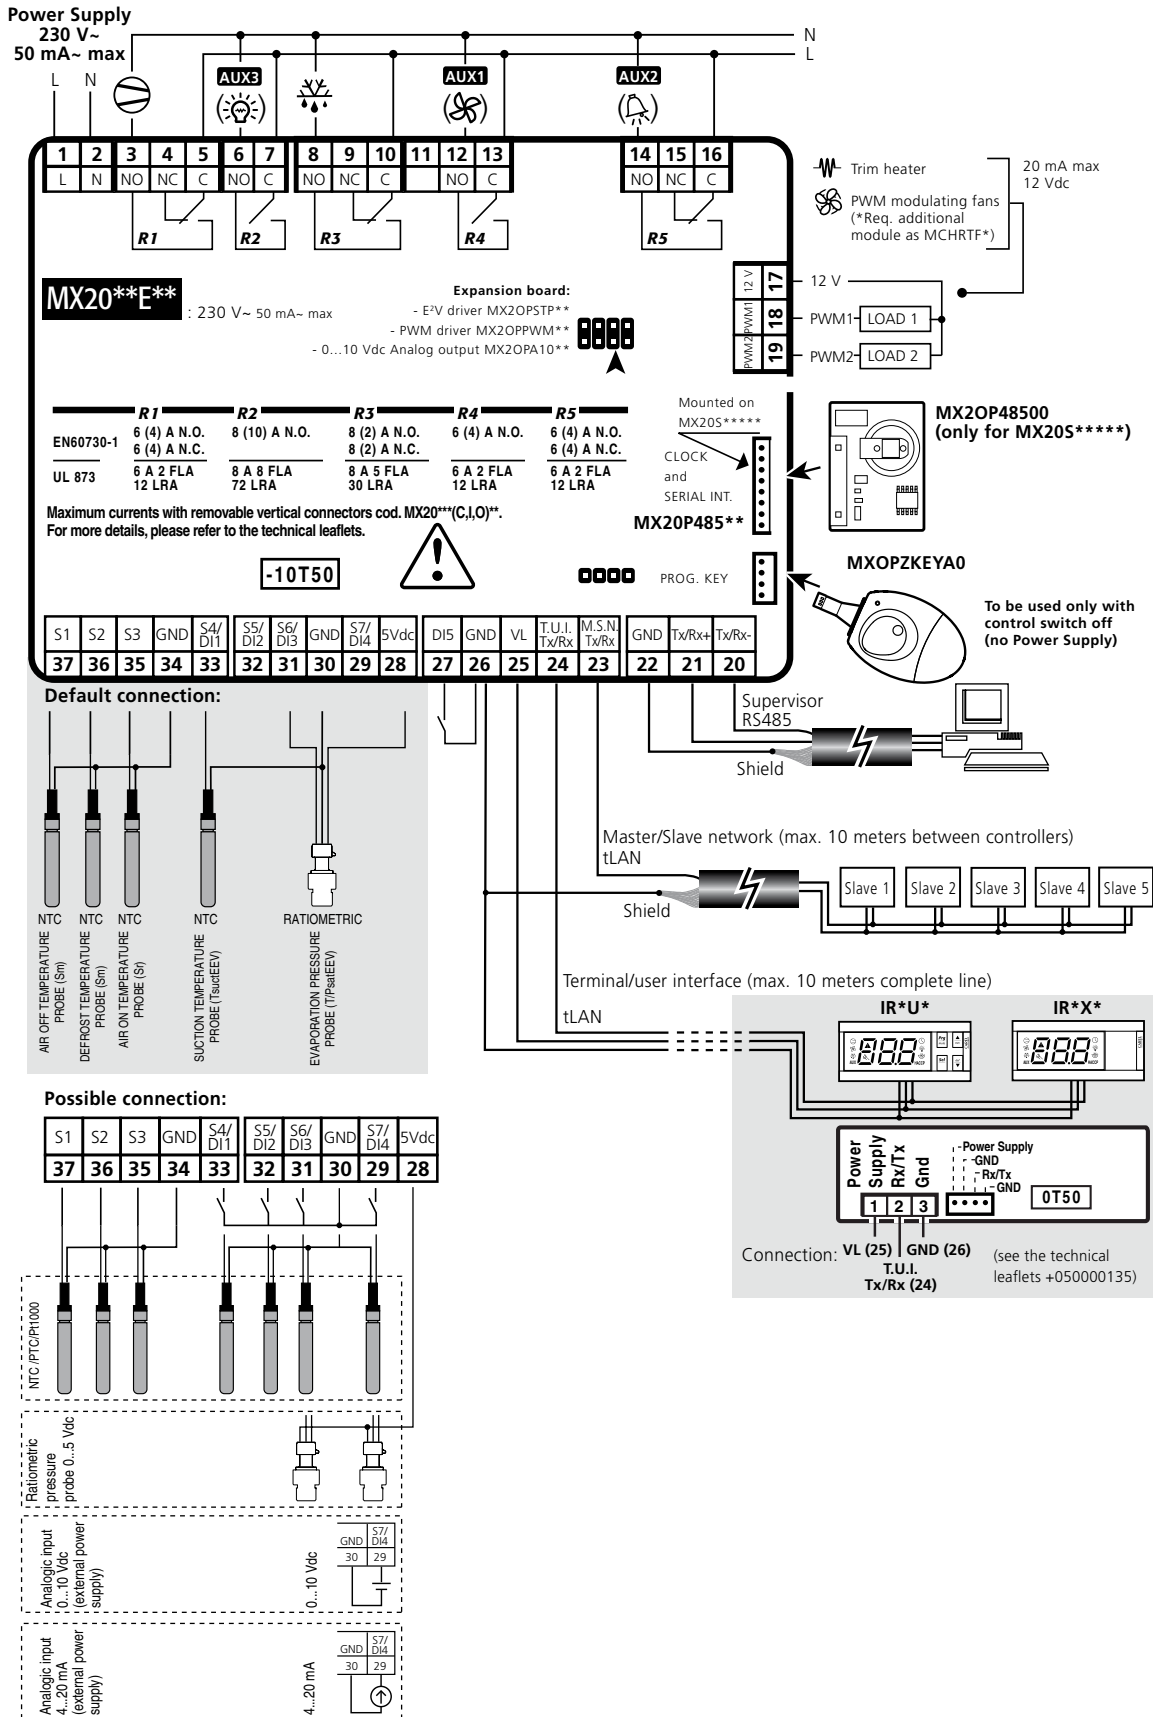 Power Supply
230 V~
50 mA~ max
N
L
L N
AUX3
AUX1
AUX2
1 2 3 4 5 6 7 8 9 10 11 12 13 14 15 16
L N NO NC C NO C NO NC C NO C NO NC C
R1 R2 R3 R4 R5
Trim heater
PWM modulating fans
(*Req. additional
module as MCHRTF*)
20 mA max
12 Vdc
MX20**E**
: 230 V~ 50 mA~ max
Expansion board:
- E²V driver MX2OPSTP**
- PWM driver MX2OPPWM**
- 0...10 Vdc Analog output MX2OPA10**
12 V 17
PWM1 18
PWM2 19
12 V
PWM1 LOAD 1
PWM2 LOAD 2
R1 R2 R3 R4 R5
EN60730-1
6 (4) A N.O. 8 (10) A N.O. 8 (2) A N.O. 6 (4) A N.O. 6 (4) A N.O.
6 (4) A N.C. 8 (2) A N.C. 6 (4) A N.C.
UL 873
6 A 2 FLA 8 A 8 FLA 8 A 5 FLA 6 A 2 FLA 6 A 2 FLA
12 LRA 72 LRA 30 LRA 12 LRA 12 LRA
Maximum currents with removable vertical connectors cod. MX20***(C,I,O)**.
For more details, please refer to the technical leaflets.
Mounted on
MX20S*****
CLOCK
and
SERIAL INT.
MX20P485**
MX2OP48500
(only for MX20S*****)
-10T50
!
PROG. KEY
MXOPZKEYA0
To be used only with
control switch off
(no Power Supply)
S1 S2 S3 GND S4/DI1 S5/DI2 S6/DI3 GND S7/DI4 5Vdc DI5 GND VL T.U.I. Tx/Rx M.S.N. Tx/Rx GND Tx/Rx+ Tx/Rx-
37 36 35 34 33 32 31 30 29 28 27 26 25 24 23 22 21 20
Default connection:
Supervisor
RS485
Shield
Master/Slave network (max. 10 meters between controllers)
tLAN
Shield
Slave 1 Slave 2 Slave 3 Slave 4 Slave 5
NTC NTC NTC NTC RATIOMETRIC
AIR OFF TEMPERATURE
PROBE (Sm)
DEFROST TEMPERATURE
PROBE (Sm)
AIR ON TEMPERATURE
PROBE (Sr)
SUCTION TEMPERATURE
PROBE (TsuctEEV)
EVAPORATION PRESSURE
PROBE (T/PsatEEV)
Terminal/user interface (max. 10 meters complete line)
tLAN
IR*U* IR*X*
Power
Supply
Rx/Tx
Gnd
1 2 3
Power Supply
GND
Rx/Tx
GND
0T50
Connection: VL (25) GND (26)
T.U.I.
Tx/Rx (24)
(see the technical
leaflets +050000135)
Possible connection:
S1 S2 S3 GND S4/DI1 S5/DI2 S6/DI3 GND S7/DI4 5Vdc
37 36 35 34 33 32 31 30 29 28
NTC /PTC/Pt1000
Ratiometric
pressure
probe 0...5 Vdc
Analogic input
0...10 Vdc
(external power
supply)
0...10 Vdc
GND S7/DI4
30 29
Analogic input
4...20 mA
(external power
supply)
4...20 mA
GND S7/DI4
30 29